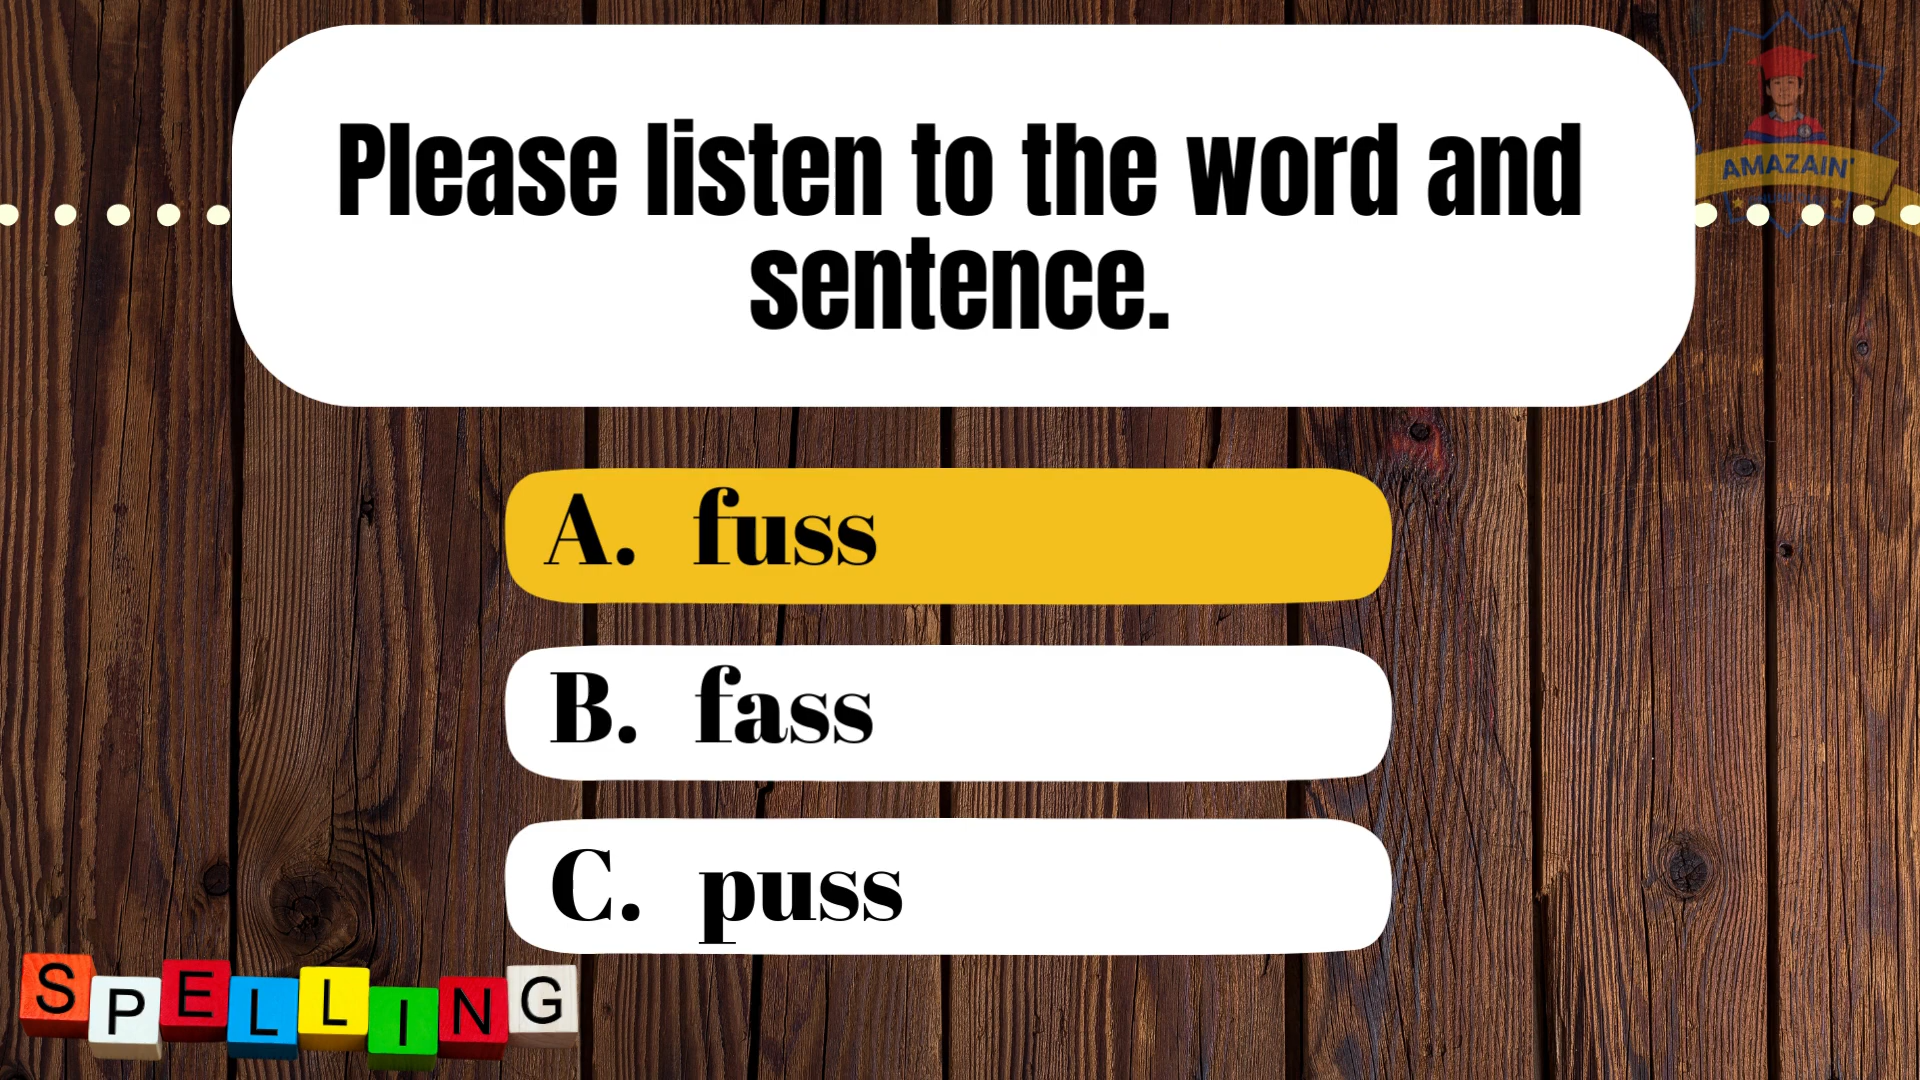 Please listen to the word and
sentence.
AMAZAIN'
A. fuss
B. fass
C. puss
SPELLING